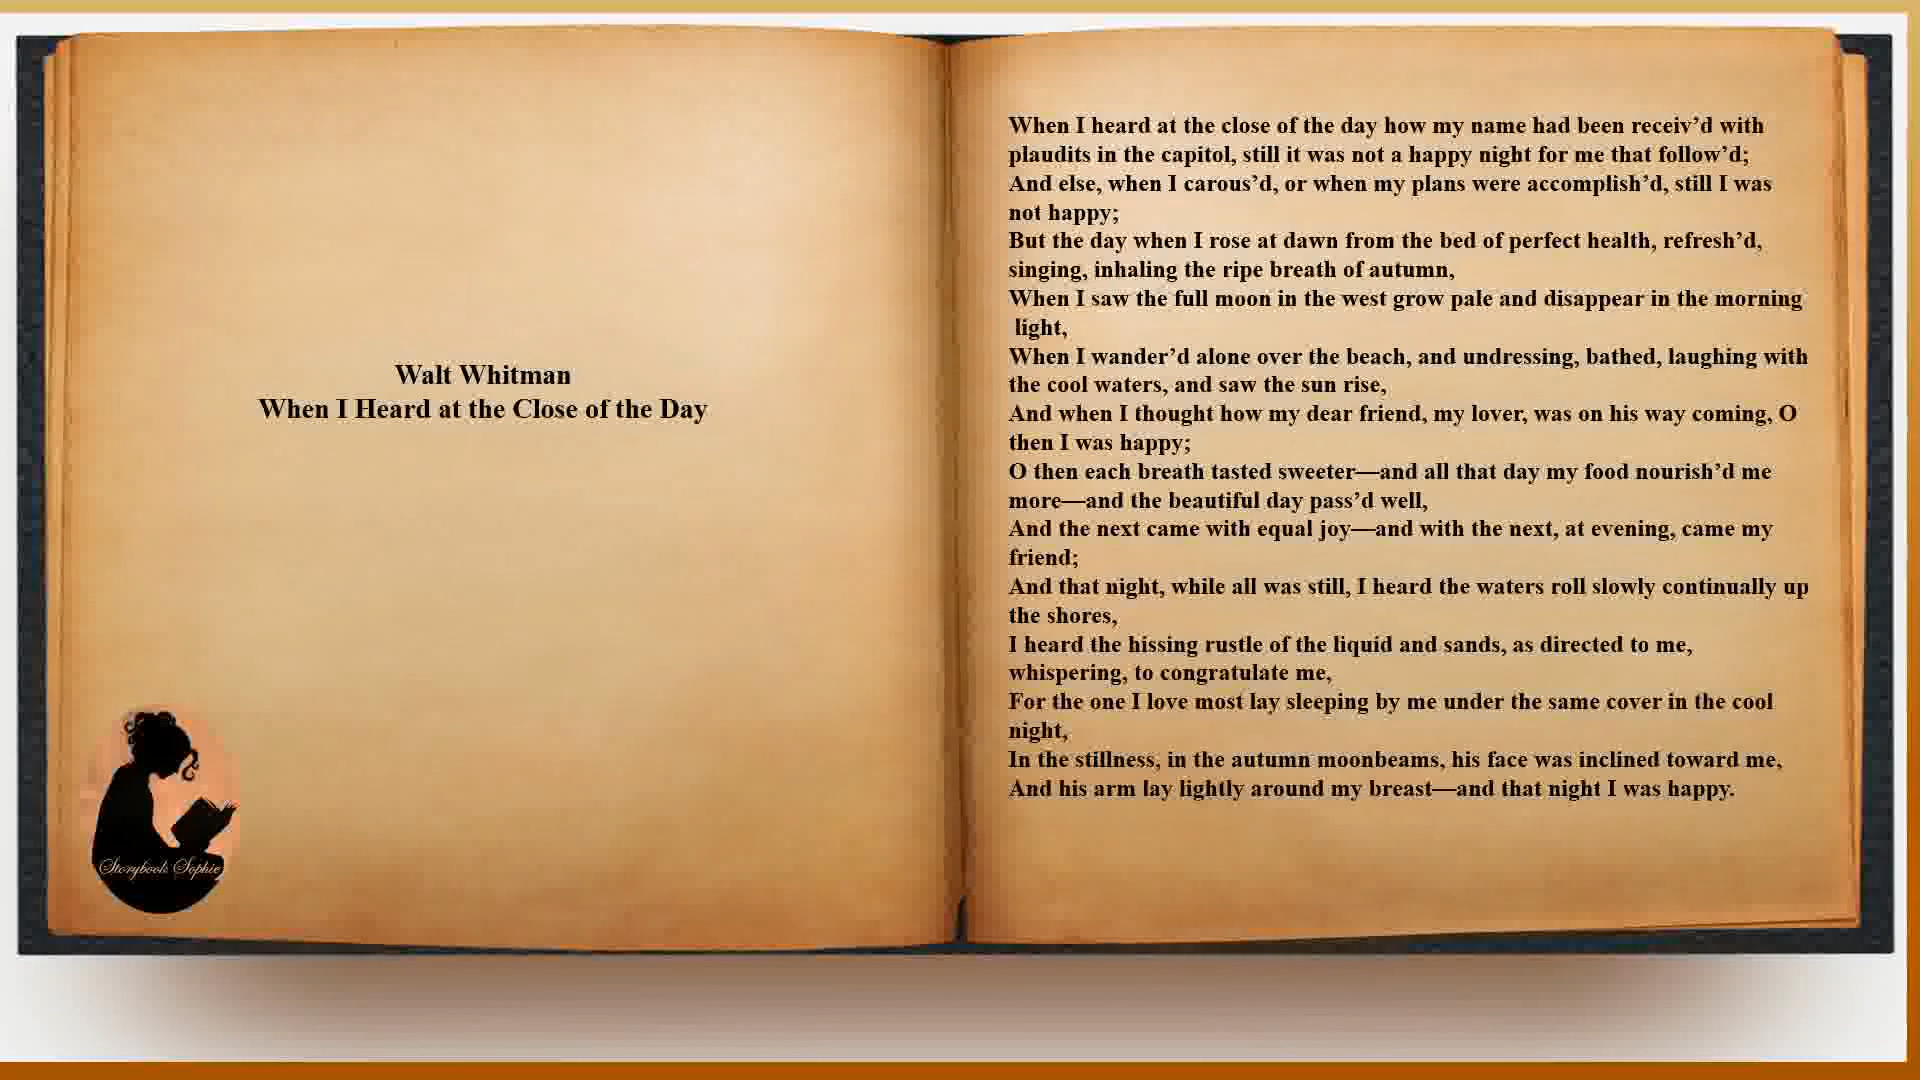 Walt Whitman
When I Heard at the Close of the Day
Storybook Sophie
When I heard at the close of the day how my name had been receiv’d with
plaudits in the capitol, still it was not a happy night for me that follow’d;
And else, when I carous’d, or when my plans were accomplish’d, still I was
not happy;
But the day when I rose at dawn from the bed of perfect health, refresh’d,
singing, inhaling the ripe breath of autumn,
When I saw the full moon in the west grow pale and disappear in the morning
light,
When I wander’d alone over the beach, and undressing, bathed, laughing with
the cool waters, and saw the sun rise,
And when I thought how my dear friend, my lover, was on his way coming, O
then I was happy;
O then each breath tasted sweeter—and all that day my food nourish’d me
more—and the beautiful day pass’d well,
And the next came with equal joy—and with the next, at evening, came my
friend;
And that night, while all was still, I heard the waters roll slowly continually up
the shores,
I heard the hissing rustle of the liquid and sands, as directed to me,
whispering, to congratulate me,
For the one I love most lay sleeping by me under the same cover in the cool
night,
In the stillness, in the autumn moonbeams, his face was inclined toward me,
And his arm lay lightly around my breast—and that night I was happy.